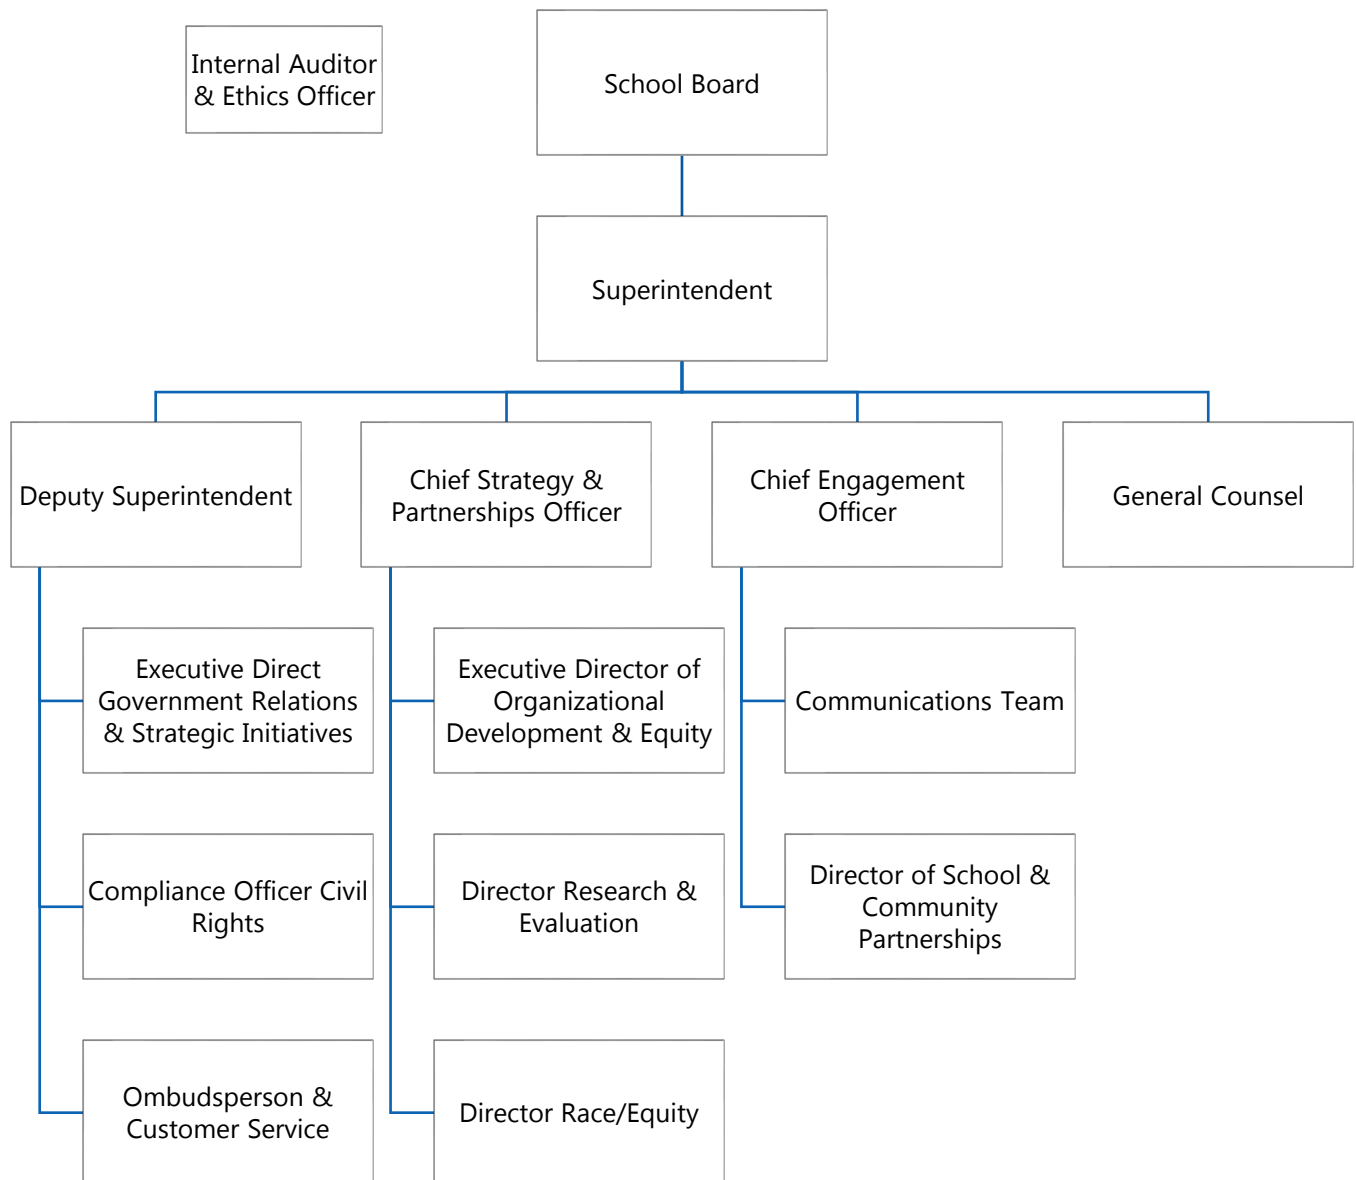 Internal Auditor
& Ethics Officer
School Board
Superintendent
Deputy Superintendent
Chief Strategy &
Partnerships Officer
Chief Engagement
Officer
General Counsel
Executive Direct
Government Relations
& Strategic Initiatives
Executive Director of
Organizational
Development & Equity
Communications Team
Compliance Officer Civil
Rights
Director Research &
Evaluation
Director of School &
Community
Partnerships
Ombudsperson &
Customer Service
Director Race/Equity